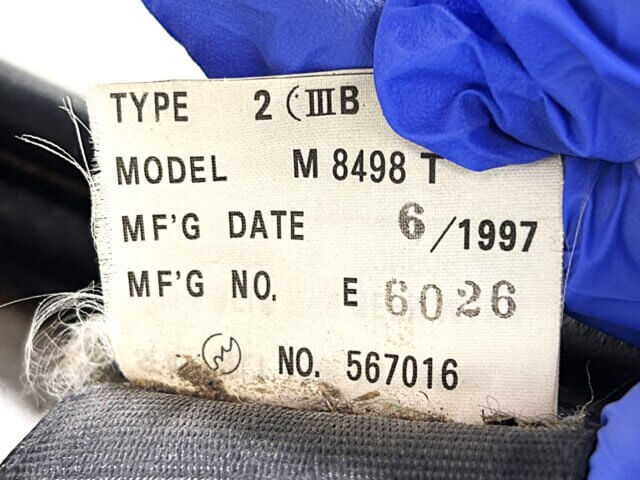 TYPE 2 (ⅢB
MODEL M 8498 T
MF'G DATE 6/1997
MF'G NO. E 6026
NO. 567016